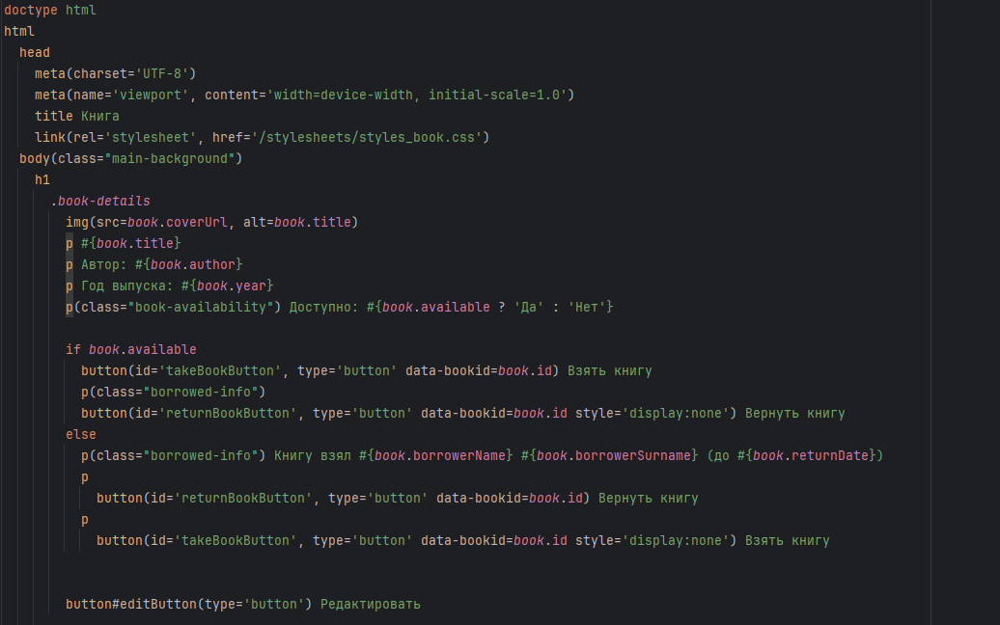 doctype html
html
  head
    meta(charset='UTF-8')
    meta(name='viewport', content='width=device-width, initial-scale=1.0')
    title Книга
    link(rel='stylesheet', href='/stylesheets/styles_book.css')
  body(class="main-background")
    h1
      .book-details
        img(src=book.coverUrl, alt=book.title)
        p #{book.title}
        p Автор: #{book.author}
        p Год выпуска: #{book.year}
        p(class="book-availability") Доступно: #{book.available ? 'Да' : 'Нет'}
        if book.available
          button(id='takeBookButton', type='button' data-bookid=book.id) Взять книгу
          p(class="borrowed-info")
          button(id='returnBookButton', type='button' data-bookid=book.id style='display:none') Вернуть книгу
        else
          p(class="borrowed-info") Книгу взял #{book.borrowerName} #{book.borrowerSurname} (до #{book.returnDate})
          p
            button(id='returnBookButton', type='button' data-bookid=book.id) Вернуть книгу
          p
            button(id='takeBookButton', type='button' data-bookid=book.id style='display:none') Взять книгу
        button#editButton(type='button') Редактировать